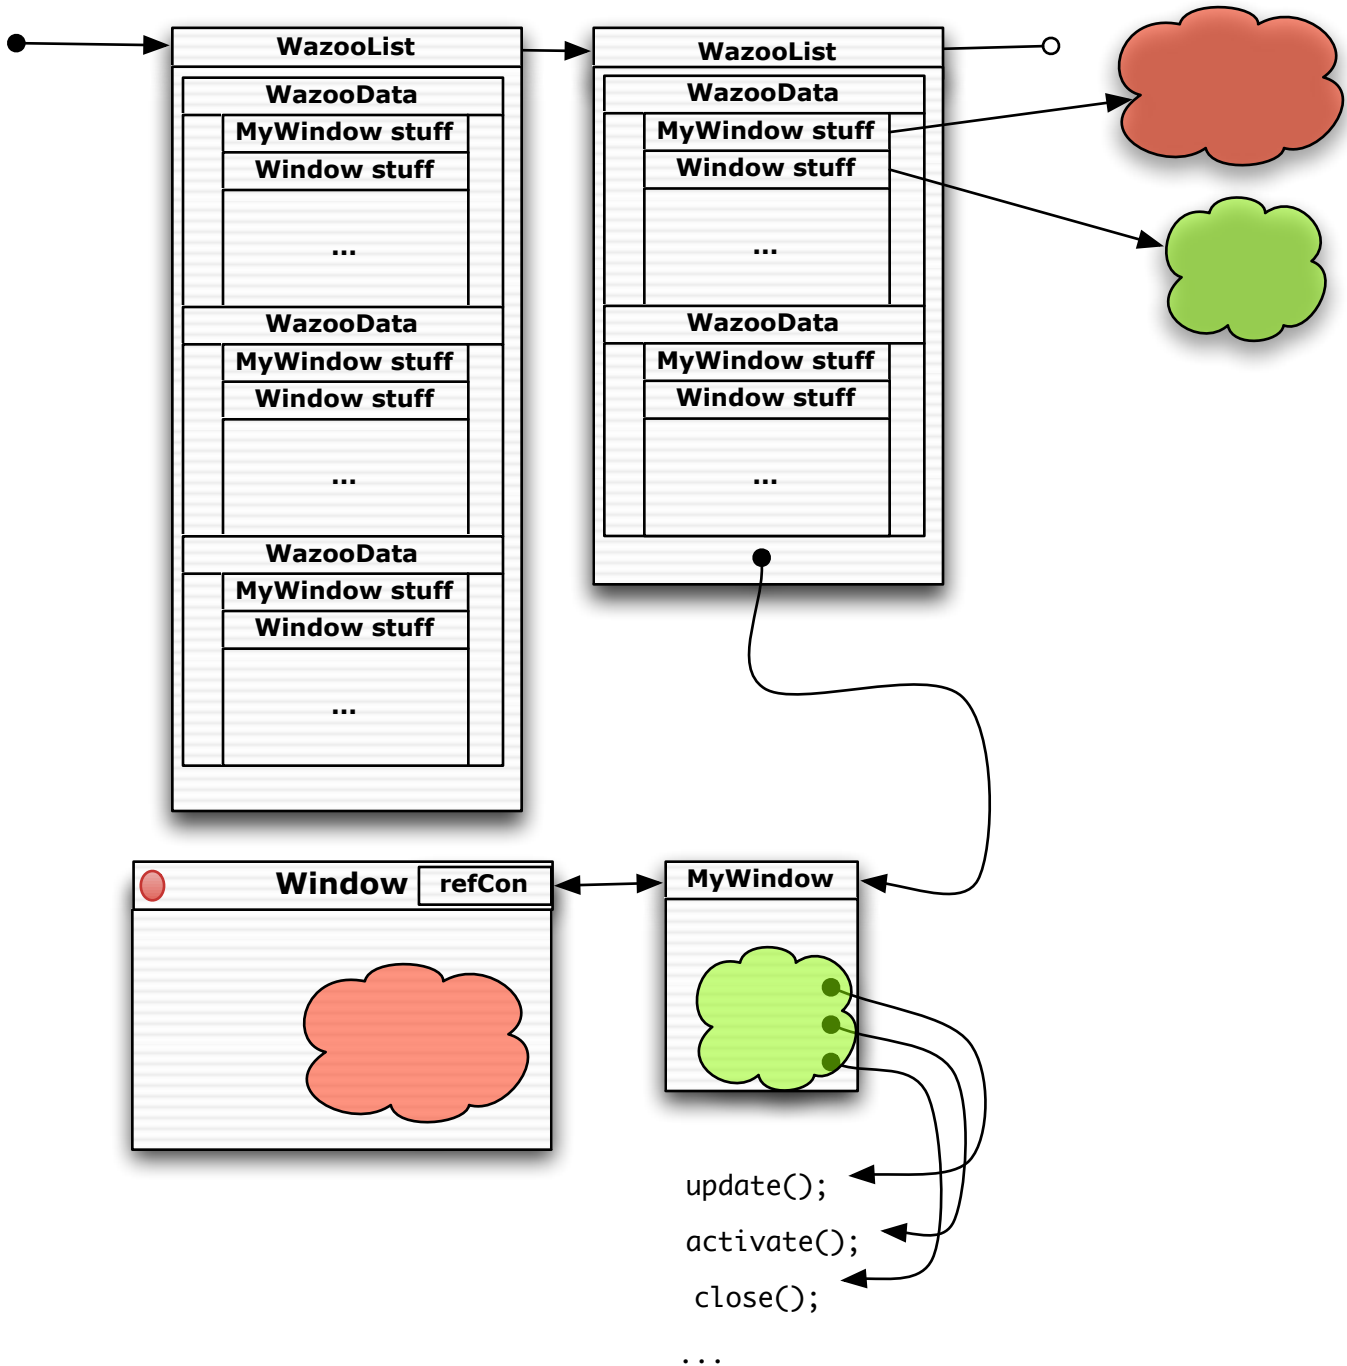 WazooList
WazooData
MyWindow stuff
Window stuff
...
WazooData
MyWindow stuff
Window stuff
...
WazooData
MyWindow stuff
Window stuff
...
WazooList
WazooData
MyWindow stuff
Window stuff
...
WazooData
MyWindow stuff
Window stuff
...
Window
refCon
MyWindow
update();
activate();
close();
...